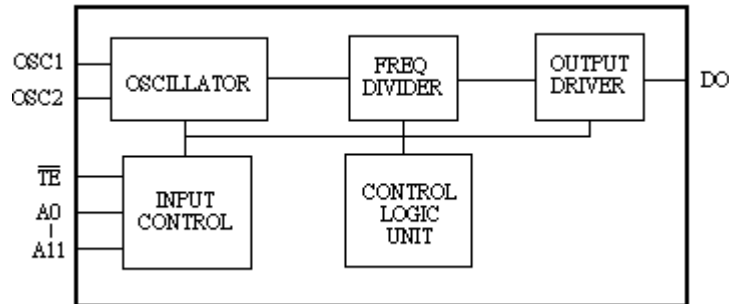 OSC1
OSC2
OSCILLATOR
FREQ
DIVIDER
OUTPUT
DRIVER
DO
TE
A0
A11
INPUT
CONTROL
CONTROL
LOGIC
UNIT